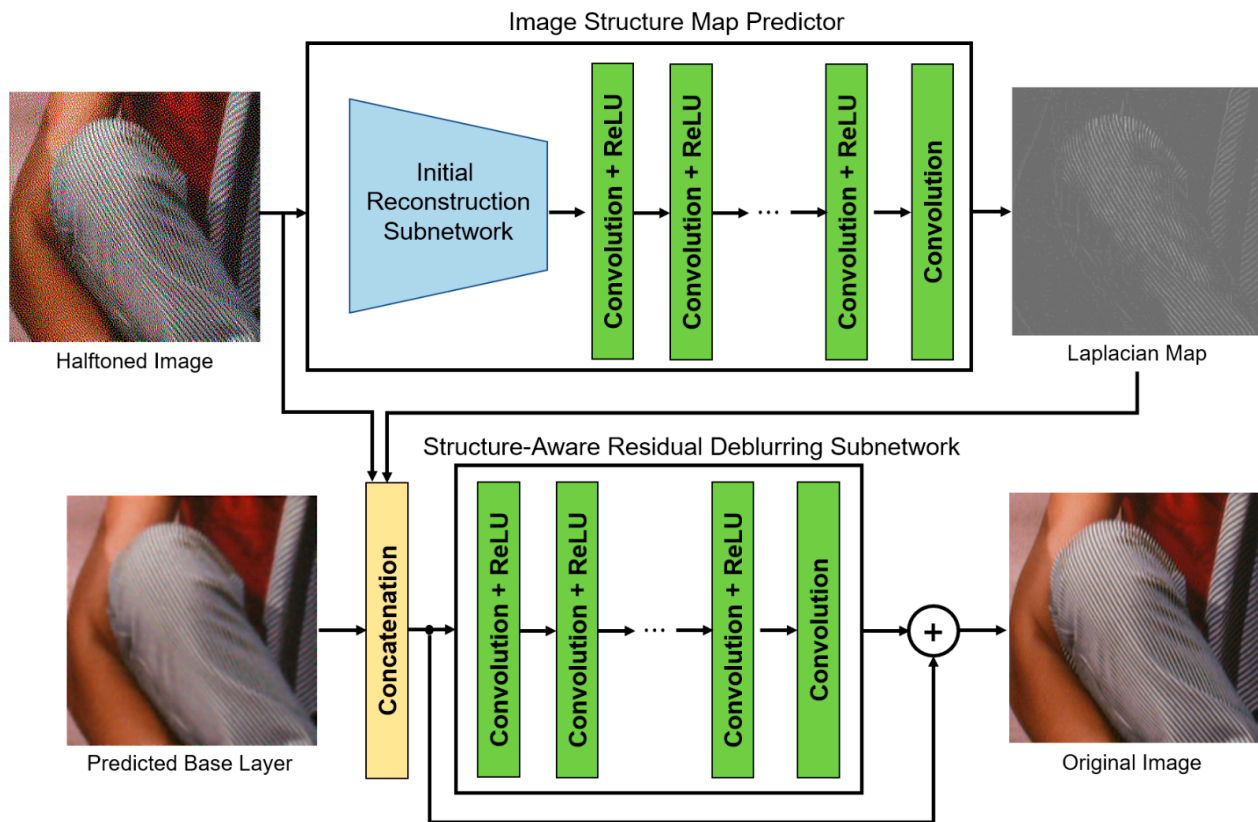 Image Structure Map Predictor
Initial
Reconstruction
Subnetwork
Convolution + ReLU
Convolution + ReLU
...
Convolution + ReLU
Convolution
Halftoned Image
Laplacian Map
Structure-Aware Residual Deblurring Subnetwork
Concatenation
Convolution + ReLU
Convolution + ReLU
...
Convolution + ReLU
Convolution
+
Predicted Base Layer
Original Image